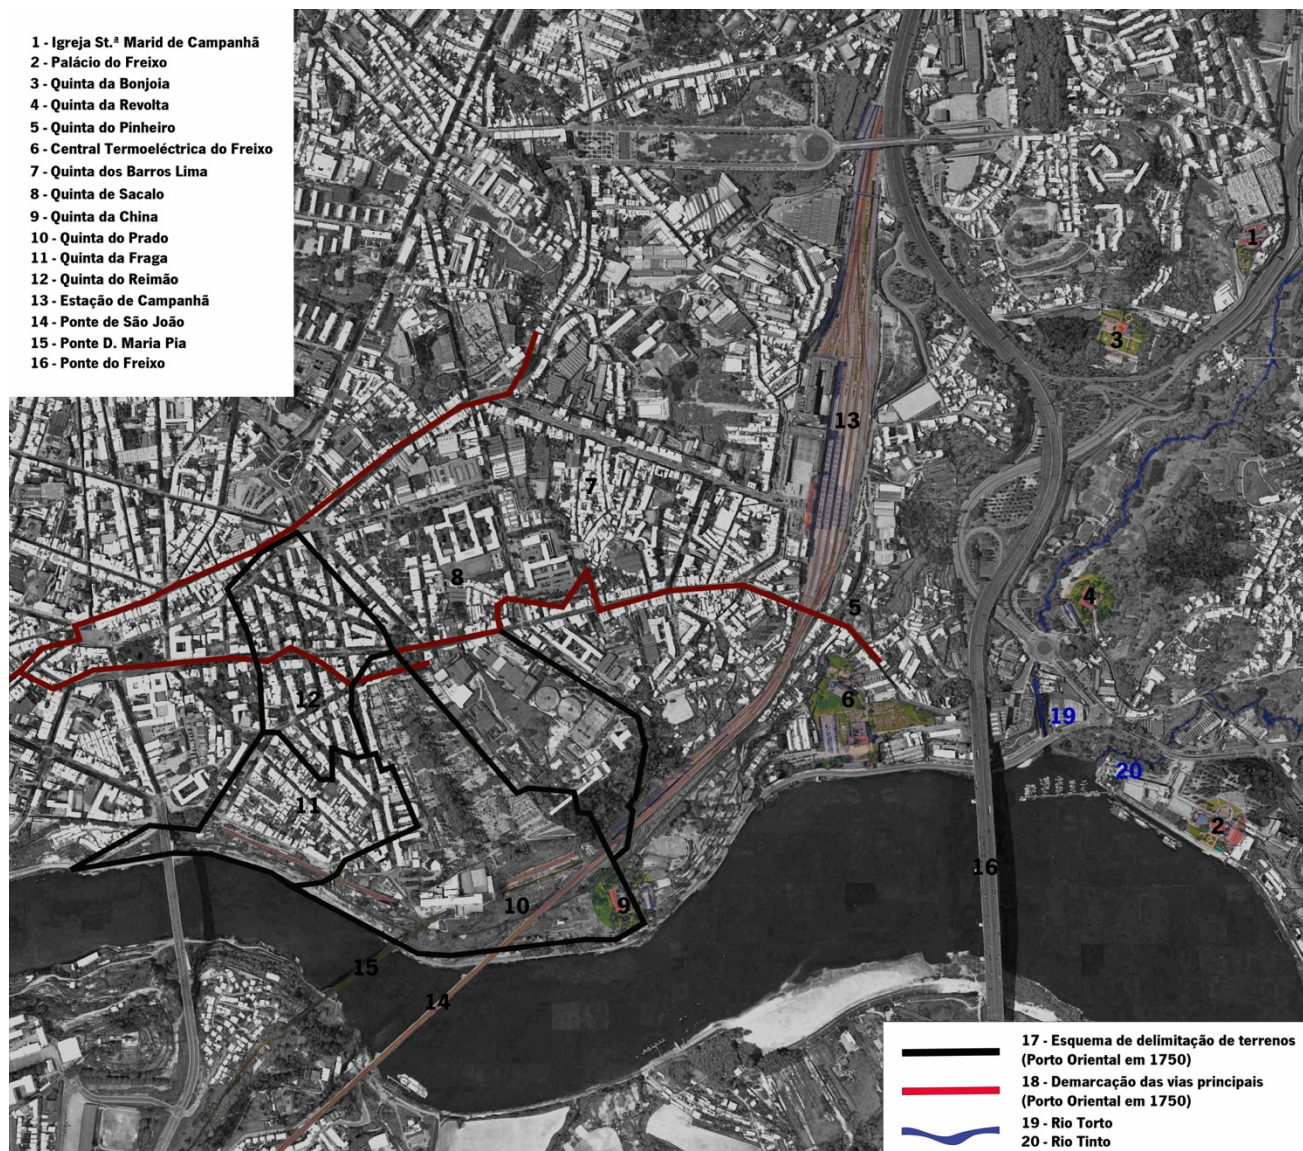 1 - Igreja St.ª Marid de Campanhã
2 - Palácio do Freixo
3 - Quinta da Bonjoia
4 - Quinta da Revolta
5 - Quinta do Pinheiro
6 - Central Termoeléctrica do Freixo
7 - Quinta dos Barros Lima
8 - Quinta de Sacalo
9 - Quinta da China
10 - Quinta do Prado
11 - Quinta da Fraga
12 - Quinta do Reimão
13 - Estação de Campanhã
14 - Ponte de São João
15 - Ponte D. Maria Pia
16 - Ponte do Freixo
1
3
13
7
8
4
5
6
12
19
20
11
2
16
10
9
15
14
17 - Esquema de delimitação de terrenos
(Porto Oriental em 1750)
18 - Demarcação das vias principais
(Porto Oriental em 1750)
19 - Rio Torto
20 - Rio Tinto